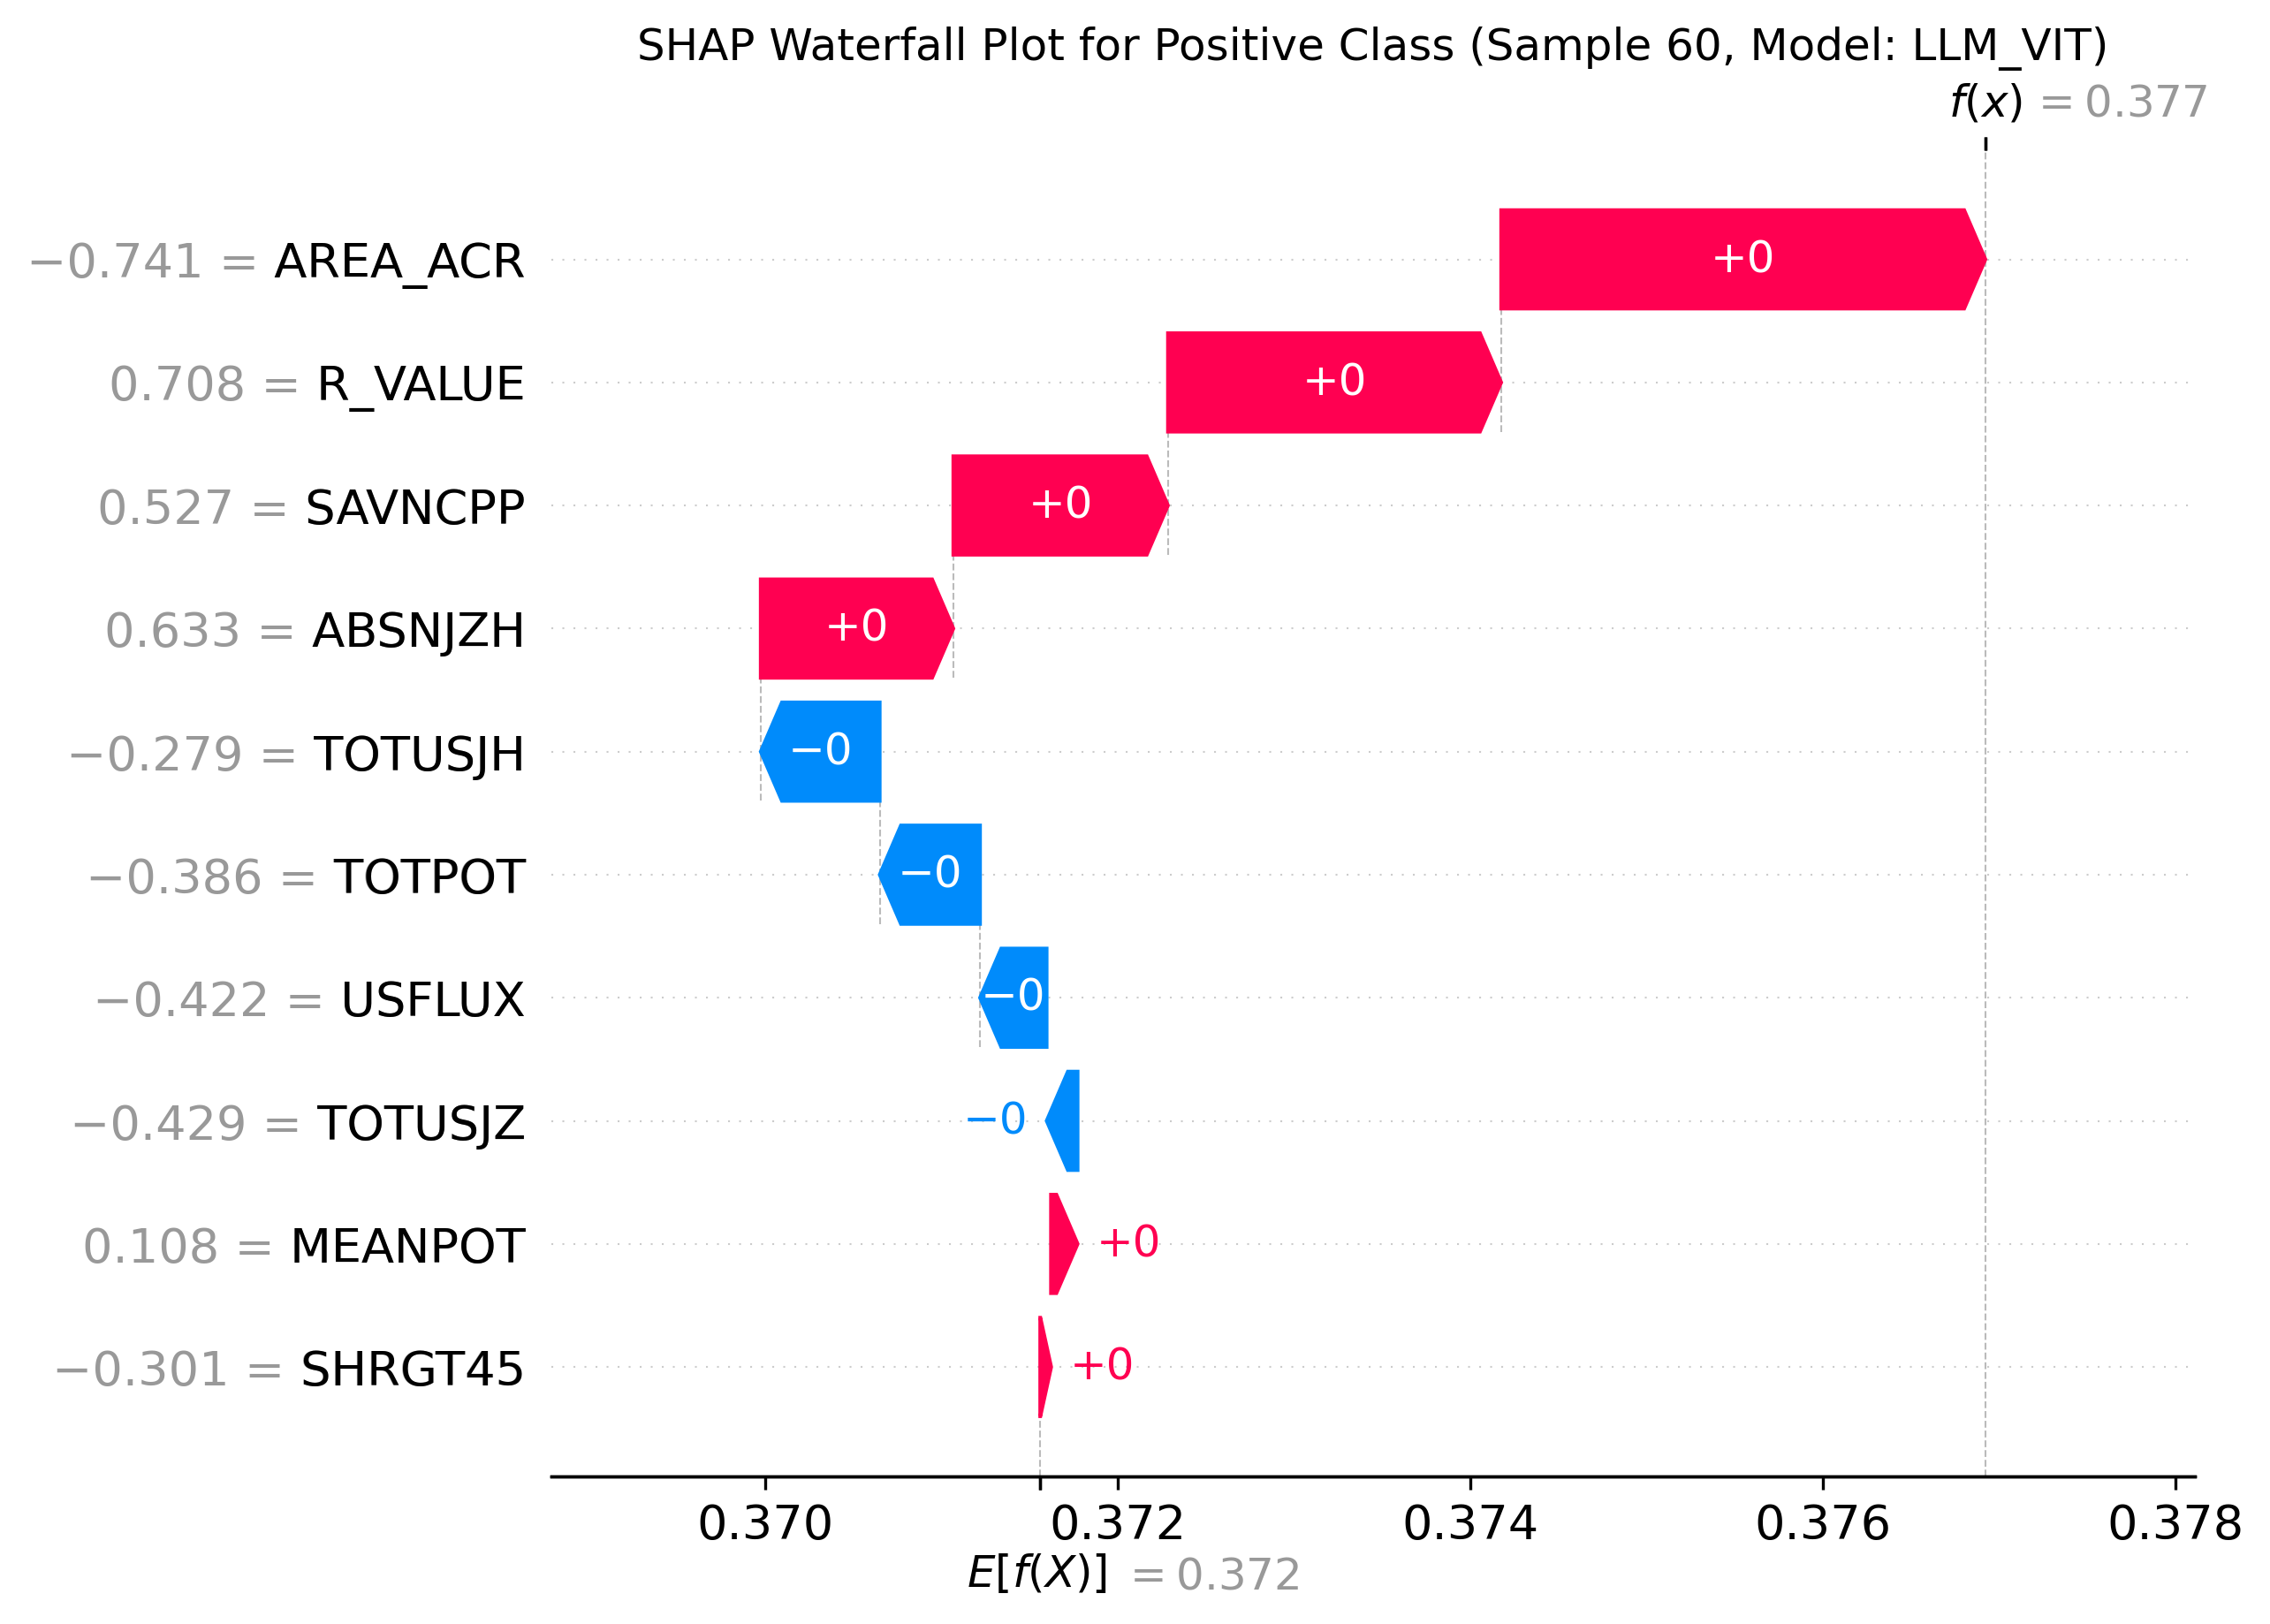 SHAP Waterfall Plot for Positive Class (Sample 60, Model: LLM_VIT)
f(x) = 0.377
−0.741 = AREA_ACR +0
0.708 = R_VALUE +0
0.527 = SAVNCPP +0
0.633 = ABSNJZH +0
−0.279 = TOTUSJH −0
−0.386 = TOTPOT −0
−0.422 = USFLUX −0
−0.429 = TOTUSJZ −0
0.108 = MEANPOT +0
−0.301 = SHRGT45 +0
0.370 0.372 0.374 0.376 0.378
E[f(X)] = 0.372